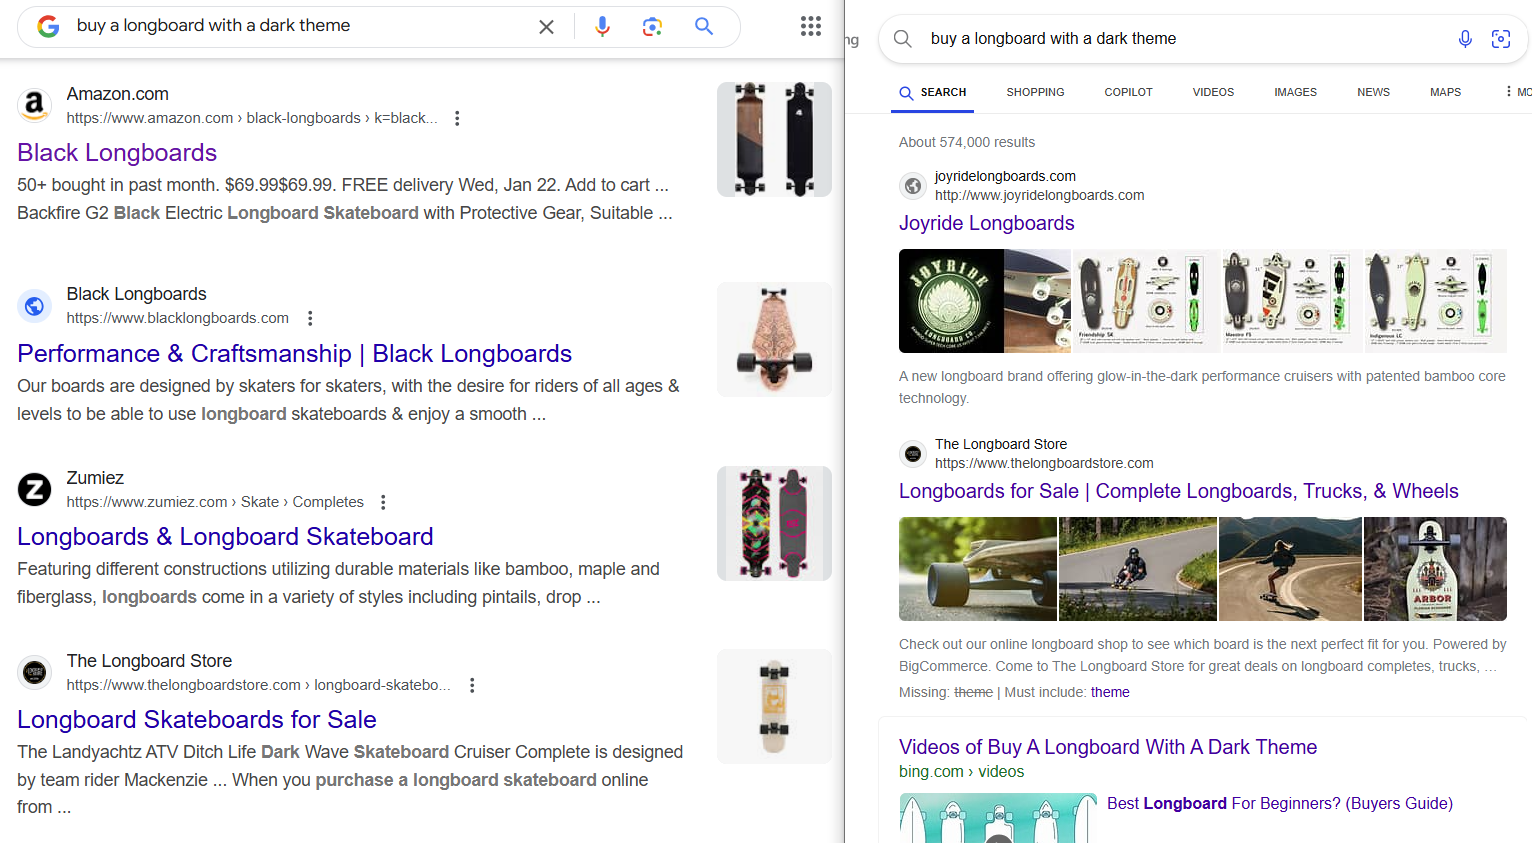 buy a longboard with a dark theme
Amazon.com
https://www.amazon.com › black-longboards › k=black...
Black Longboards
50+ bought in past month. $69.99$69.99. FREE delivery Wed, Jan 22. Add to cart ...
Backfire G2 Black Electric Longboard Skateboard with Protective Gear, Suitable ...
Black Longboards
https://www.blacklongboards.com
Performance & Craftsmanship | Black Longboards
Our boards are designed by skaters for skaters, with the desire for riders of all ages &
levels to be able to use longboard skateboards & enjoy a smooth ...
Zumiez
https://www.zumiez.com › Skate › Completes
Longboards & Longboard Skateboard
Featuring different constructions utilizing durable materials like bamboo, maple and
fiberglass, longboards come in a variety of styles including pintails, drop ...
The Longboard Store
https://www.thelongboardstore.com › longboard-skatebo...
Longboard Skateboards for Sale
The Landyachtz ATV Ditch Life Dark Wave Skateboard Cruiser Complete is designed
by team rider Mackenzie ... When you purchase a longboard skateboard online
from ...
ng
buy a longboard with a dark theme
SEARCH SHOPPING COPILOT VIDEOS IMAGES NEWS MAPS MO
About 574,000 results
joyridelongboards.com
http://www.joyridelongboards.com
Joyride Longboards
JOYRIDE
LONGBOARD CO
Friendship SK
Maestro FS
Indigenous LC
A new longboard brand offering glow-in-the-dark performance cruisers with patented bamboo core
technology.
The Longboard Store
https://www.thelongboardstore.com
Longboards for Sale | Complete Longboards, Trucks, & Wheels
ARBOR
Check out our online longboard shop to see which board is the next perfect fit for you. Powered by
BigCommerce. Come to The Longboard Store for great deals on longboard completes, trucks, …
Missing: theme | Must include: theme
Videos of Buy A Longboard With A Dark Theme
bing.com › videos
Best Longboard For Beginners? (Buyers Guide)